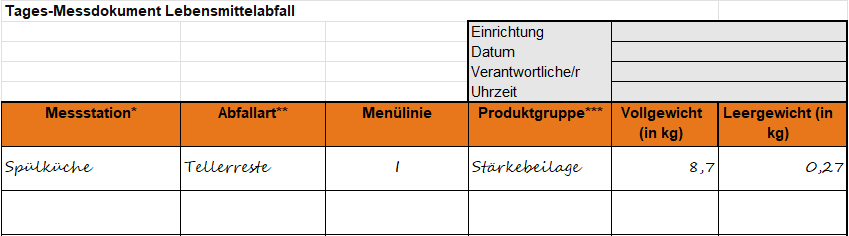 Tages-Messdokument Lebensmittelabfall
Einrichtung
Datum
Verantwortliche/r
Uhrzeit
Messstation* Abfallart** Menülinie Produktgruppe*** Vollgewicht (in kg) Leergewicht (in kg)
Spülküche Tellerreste 1 Stärkebeilage 8,7 0,27